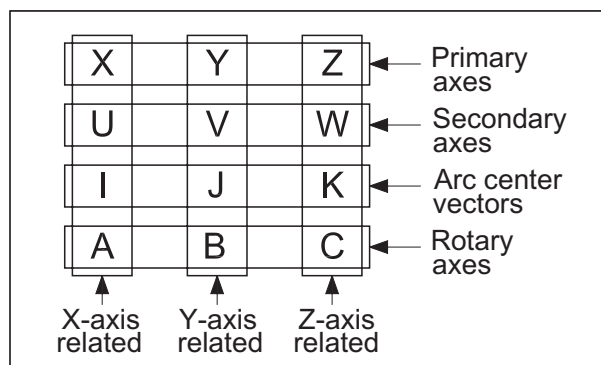 X Y Z Primary axes
U V W Secondary axes
I J K Arc center vectors
A B C Rotary axes
X-axis related Y-axis related Z-axis related